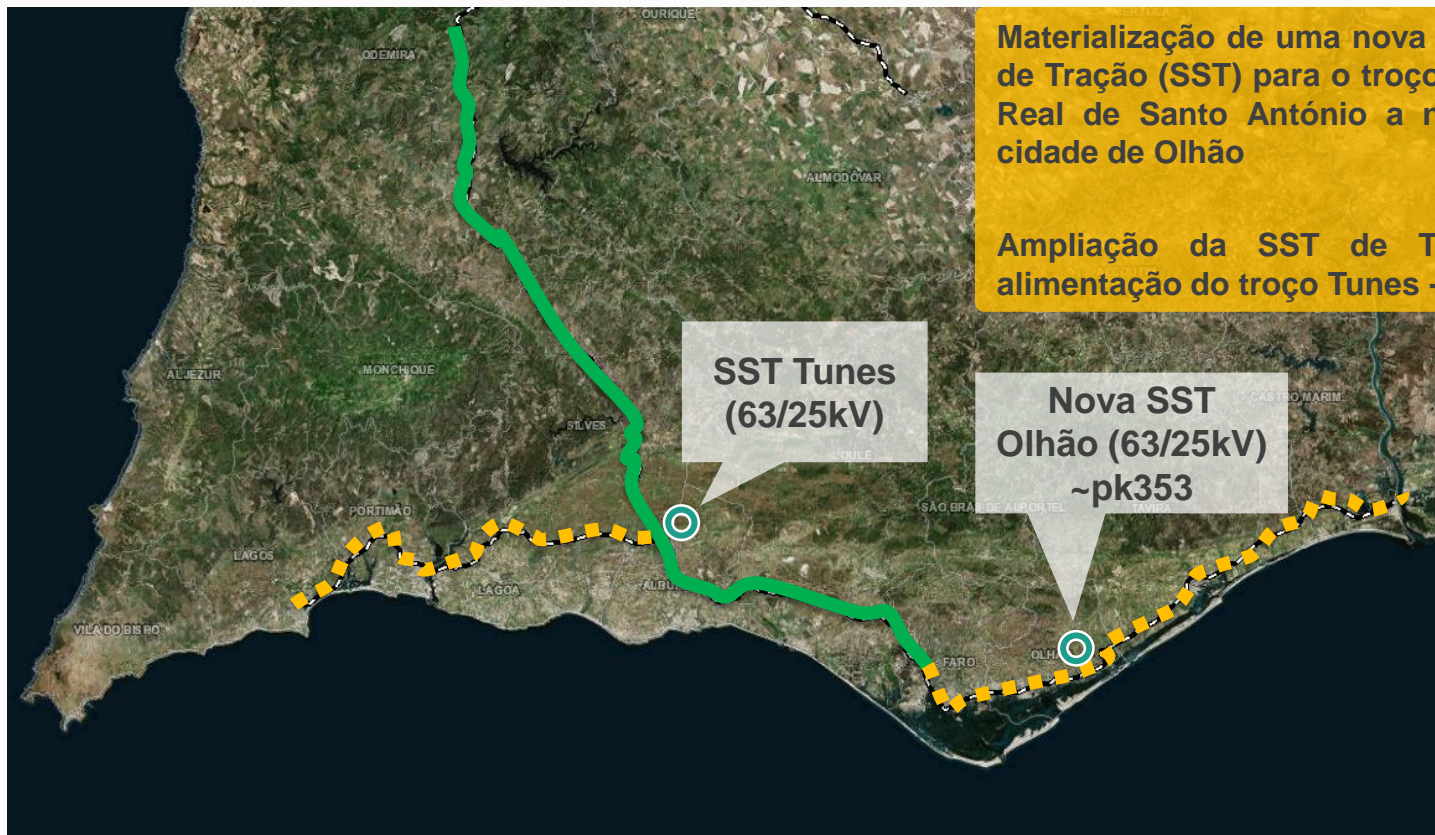 OURIQUE
ODEMIRA
Materialização de uma nova
de Tração (SST) para o troço
Real de Santo António a n
cidade de Olhão
Ampliação da SST de T
alimentação do troço Tunes -
ALMODÔVAR
ALJEZUR
MONCHIQUE
SST Tunes
(63/25kV)
Nova SST
Olhão (63/25kV)
~pk353
CASTRO MARIM
SILVES
LOULÉ
SÃO BRÁS DE ALPORTEL
TAVIRA
PORTIMÃO
LAGOS
LAGOA
ALBU
VILA DO BISPO
FARO
OLHÃ